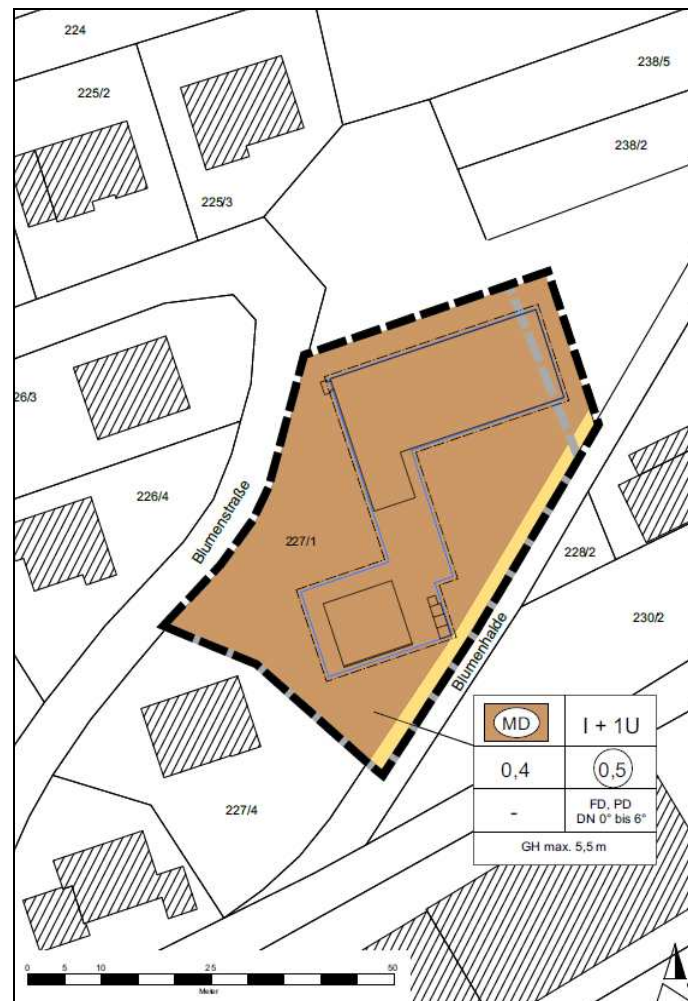 224
238/5
225/2
238/2
225/3
26/3
226/4
Blumenstraße
227/1
228/2
230/2
Blumenhalde
MD
I + 1U
0,4
0,5
-
FD, PD
DN 0° bis 6°
GH max. 5,5 m
227/4
0 5 10 25 50
Meter